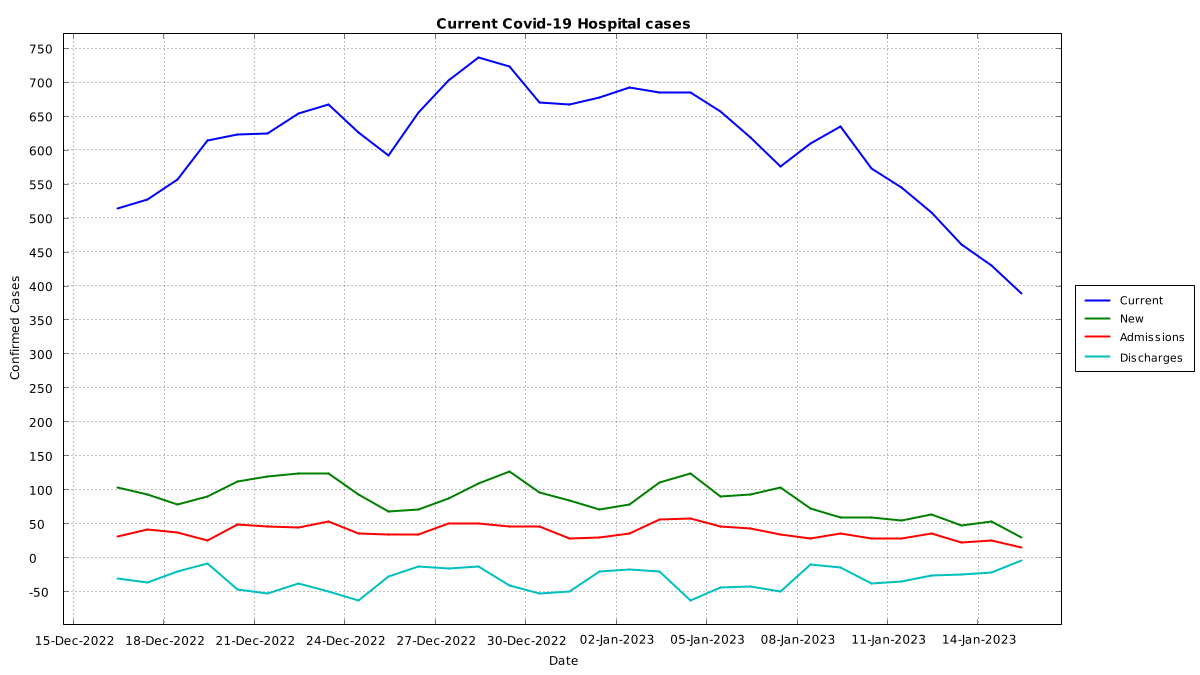 Current Covid-19 Hospital cases
750
700
650
600
550
500
450
400
350
300
250
200
150
100
50
0
-50
Confirmed Cases
15-Dec-2022 18-Dec-2022 21-Dec-2022 24-Dec-2022 27-Dec-2022 30-Dec-2022 02-Jan-2023 05-Jan-2023 08-Jan-2023 11-Jan-2023 14-Jan-2023
Date
Current
New
Admissions
Discharges